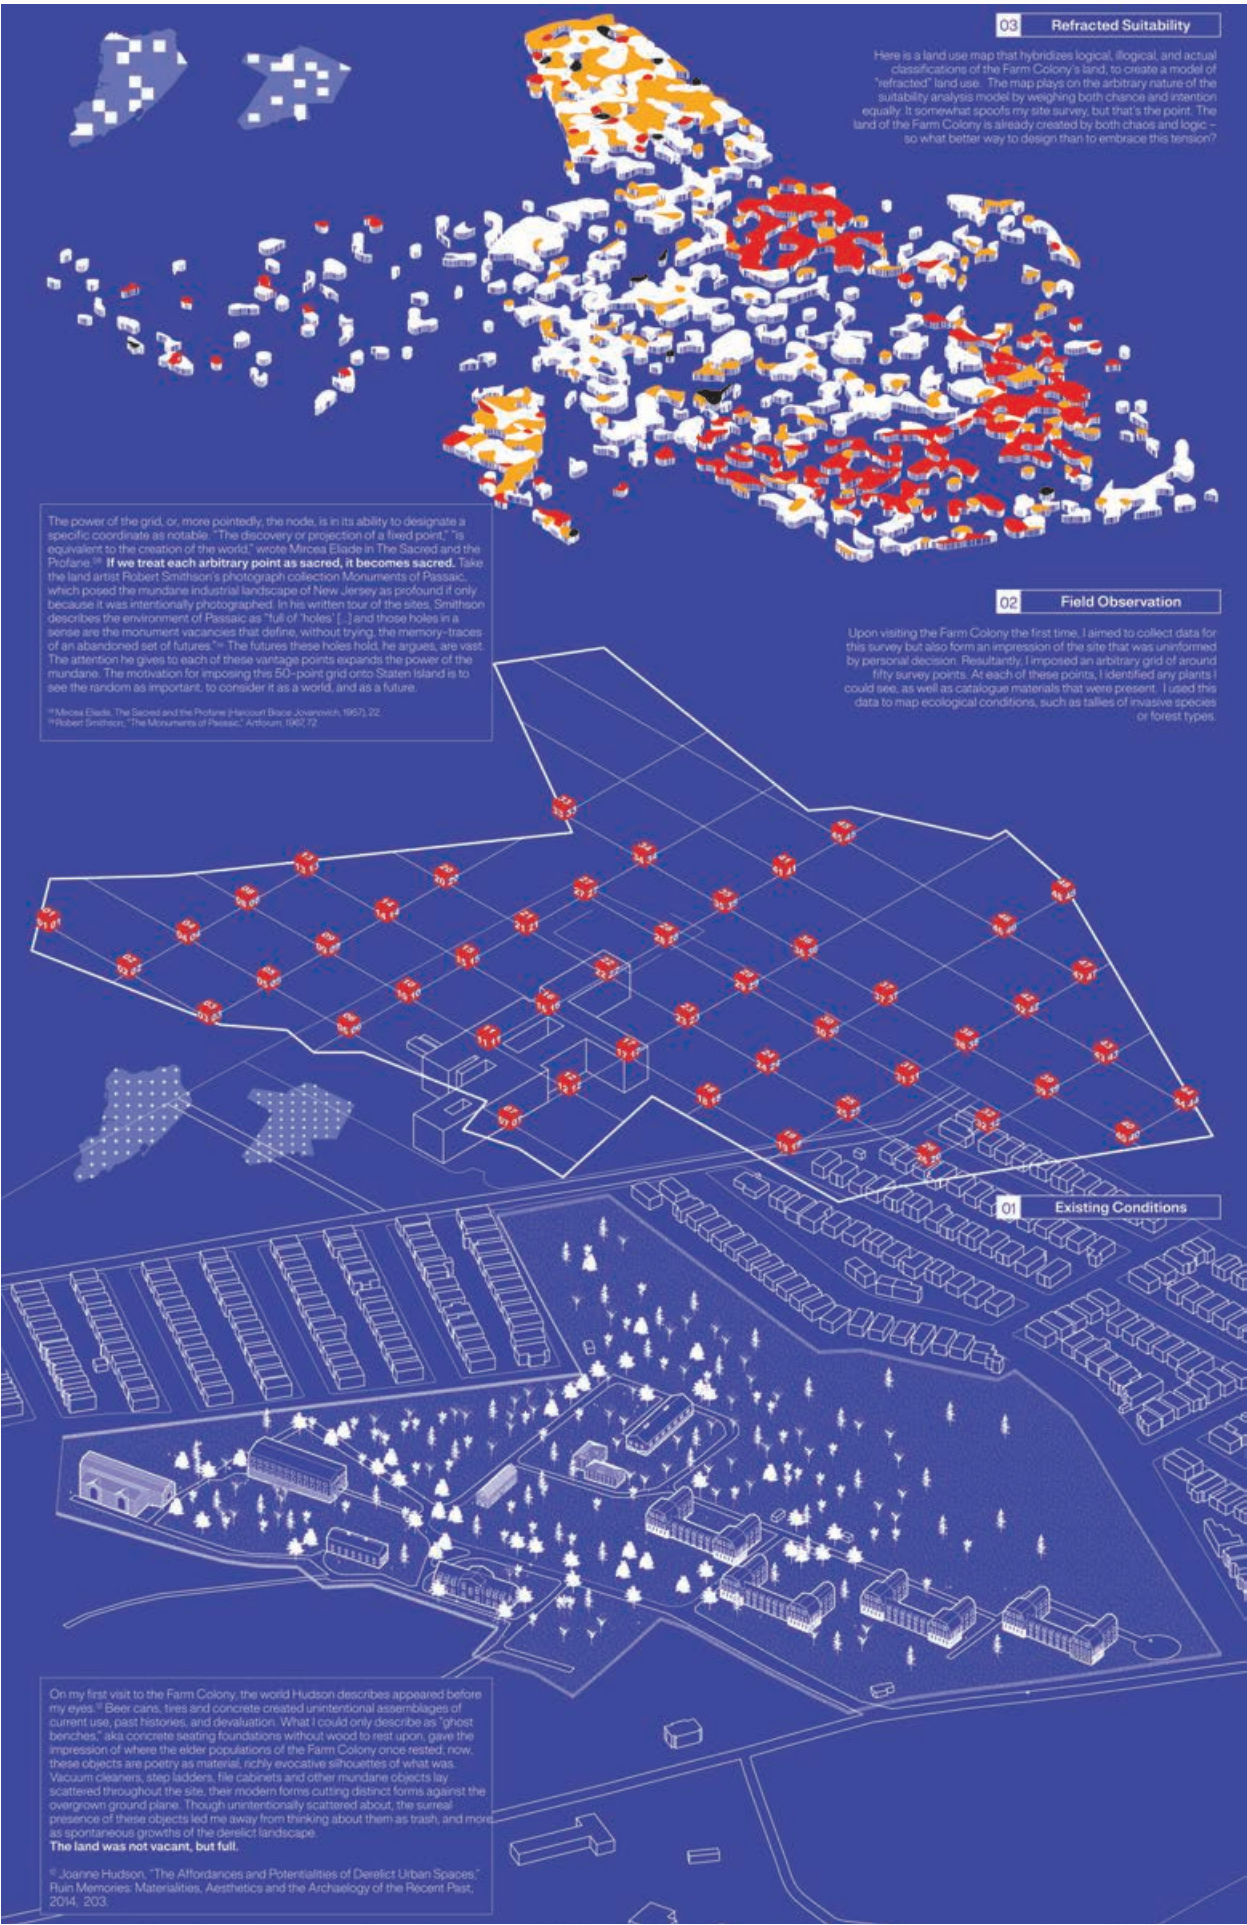 03 Refracted Suitability
Here is a land use map that hybridizes logical, illogical, and actual
classifications of the Farm Colony's land, to create a model of
"refracted" land use. The map plays on the arbitrary nature of the
suitability analysis model by weighing both chance and intention
equally. It somewhat spoofs my site survey, but that's the point. The
land of the Farm Colony is already created by both chaos and logic –
so what better way to design than to embrace this tension?
The power of the grid, or, more pointedly, the node, is in its ability to designate a
specific coordinate as notable. "The discovery or projection of a fixed point," "is
equivalent to the creation of the world," wrote Mircea Eliade in The Sacred and the
Profane. If we treat each arbitrary point as sacred, it becomes sacred. Take
the land artist Robert Smithson's photograph collection Monuments of Passaic,
which posed the mundane industrial landscape of New Jersey as profound if only
because it was intentionally photographed. In his written tour of the sites, Smithson
describes the environment of Passaic as "full of 'holes' [...] and those holes in a
sense are the monument vacancies that define, without trying, the memory-traces
of an abandoned set of futures." The futures these holes hold, he argues, are vast.
The attention he gives to each of these vantage points expands the power of the
mundane. The motivation for imposing this 50-point grid onto Staten Island is to
see the random as important, to consider it as a world, and as a future.
Mircea Eliade, The Sacred and the Profane (Harcourt Brace Jovanovich, 1957), 22.
Robert Smithson, "The Monuments of Passaic," Artforum, 1967, 72
02 Field Observation
Upon visiting the Farm Colony the first time, I aimed to collect data for
this survey but also form an impression of the site that was uninformed
by personal decision. Resultantly, I imposed an arbitrary grid of around
fifty survey points. At each of these points, I identified any plants I
could see, as well as catalogue materials that were present. I used this
data to map ecological conditions, such as tallies of invasive species
or forest types.
01 Existing Conditions
On my first visit to the Farm Colony, the world Hudson describes appeared before
my eyes. Beer cans, tires and concrete created unintentional assemblages of
current use, past histories, and devaluation. What I could only describe as "ghost
benches," aka concrete seating foundations without wood to rest upon, gave the
impression of where the elder populations of the Farm Colony once rested; now,
these objects are poetry as material, richly evocative silhouettes of what was.
Vacuum cleaners, step ladders, file cabinets and other mundane objects lay
scattered throughout the site, their modern forms cutting distinct forms against the
overgrown ground plane. Though unintentionally scattered about, the surreal
presence of these objects led me away from thinking about them as trash, and more
as spontaneous growths of the derelict landscape.
The land was not vacant, but full.
Joanne Hudson, "The Affordances and Potentialities of Derelict Urban Spaces,"
Ruin Memories: Materialities, Aesthetics and the Archaelogy of the Recent Past,
2014, 203.